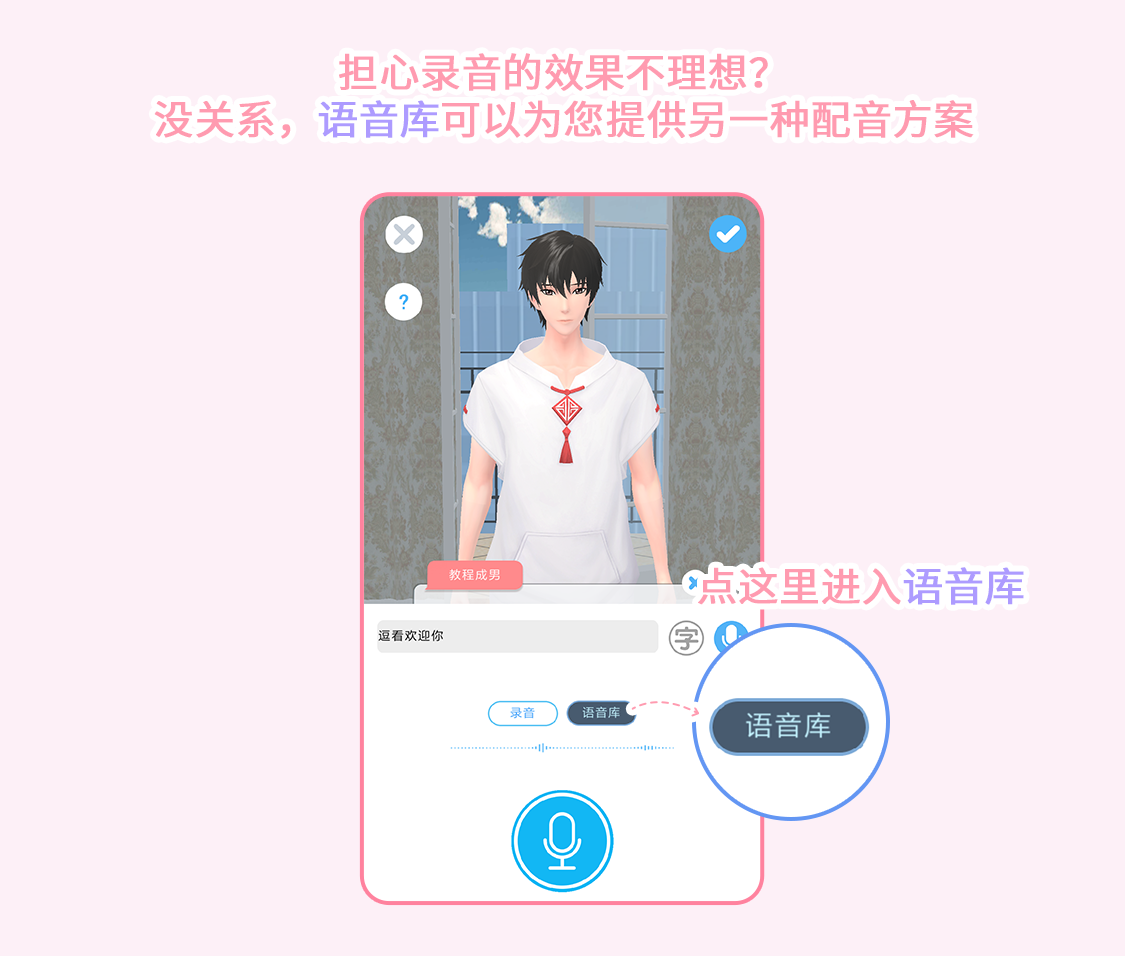 担心录音的效果不理想？
没关系，语音库可以为您提供另一种配音方案
?
教程成男
点这里进入语音库
逗看欢迎你
字
录音
语音库
语音库